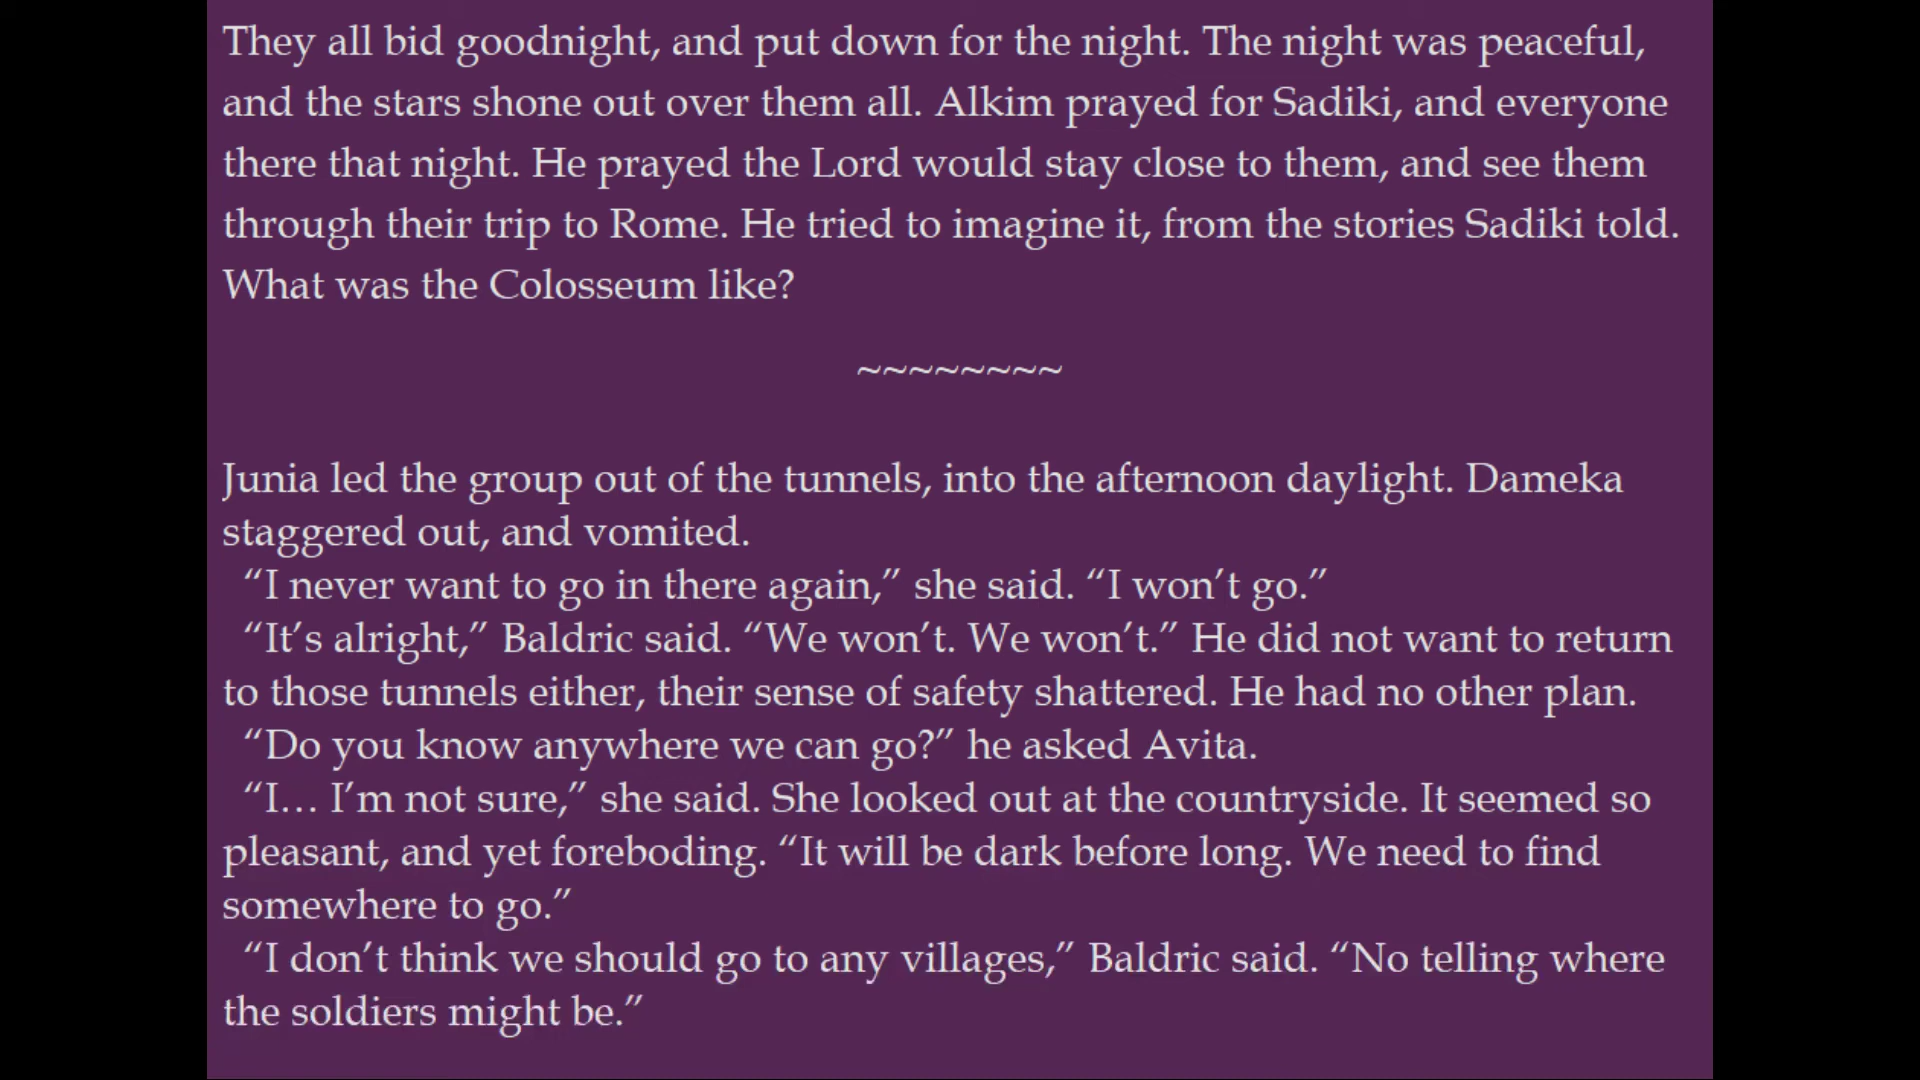 They all bid goodnight, and put down for the night. The night was peaceful,
and the stars shone out over them all. Alkim prayed for Sadiki, and everyone
there that night. He prayed the Lord would stay close to them, and see them
through their trip to Rome. He tried to imagine it, from the stories Sadiki told.
What was the Colosseum like?
~~~~~~~~
Junia led the group out of the tunnels, into the afternoon daylight. Dameka
staggered out, and vomited.
“I never want to go in there again,” she said. “I won’t go.”
“It’s alright,” Baldric said. “We won’t. We won’t.” He did not want to return
to those tunnels either, their sense of safety shattered. He had no other plan.
“Do you know anywhere we can go?” he asked Avita.
“I… I’m not sure,” she said. She looked out at the countryside. It seemed so
pleasant, and yet foreboding. “It will be dark before long. We need to find
somewhere to go.”
“I don’t think we should go to any villages,” Baldric said. “No telling where
the soldiers might be.”